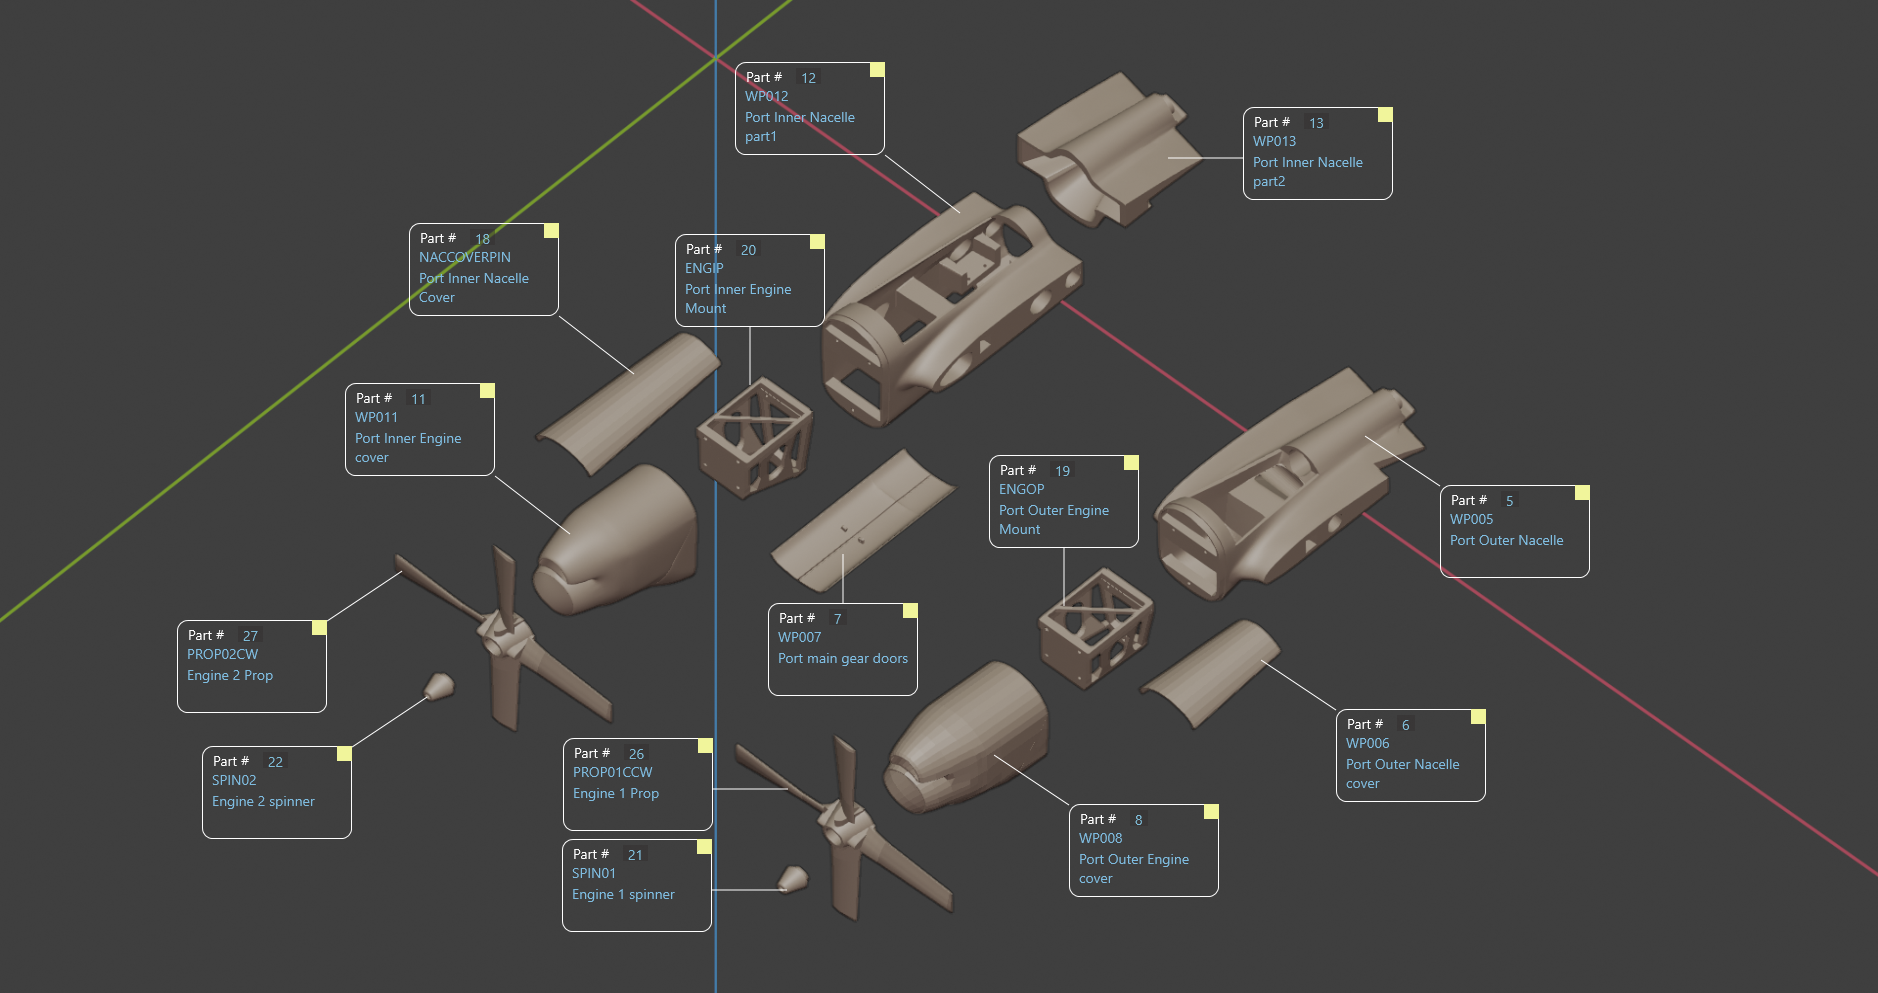 Part # 12
WP012
Port Inner Nacelle
part1
Part # 13
WP013
Port Inner Nacelle
part2
Part # 18
NACCOVERPIN
Port Inner Nacelle
Cover
Part # 20
ENGIP
Port Inner Engine
Mount
Part # 11
WP011
Port Inner Engine
cover
Part # 19
ENGOP
Port Outer Engine
Mount
Part # 5
WP005
Port Outer Nacelle
Part # 27
PROP02CW
Engine 2 Prop
Part # 7
WP007
Port main gear doors
Part # 22
SPIN02
Engine 2 spinner
Part # 26
PROP01CCW
Engine 1 Prop
Part # 6
WP006
Port Outer Nacelle
cover
Part # 21
SPIN01
Engine 1 spinner
Part # 8
WP008
Port Outer Engine
cover